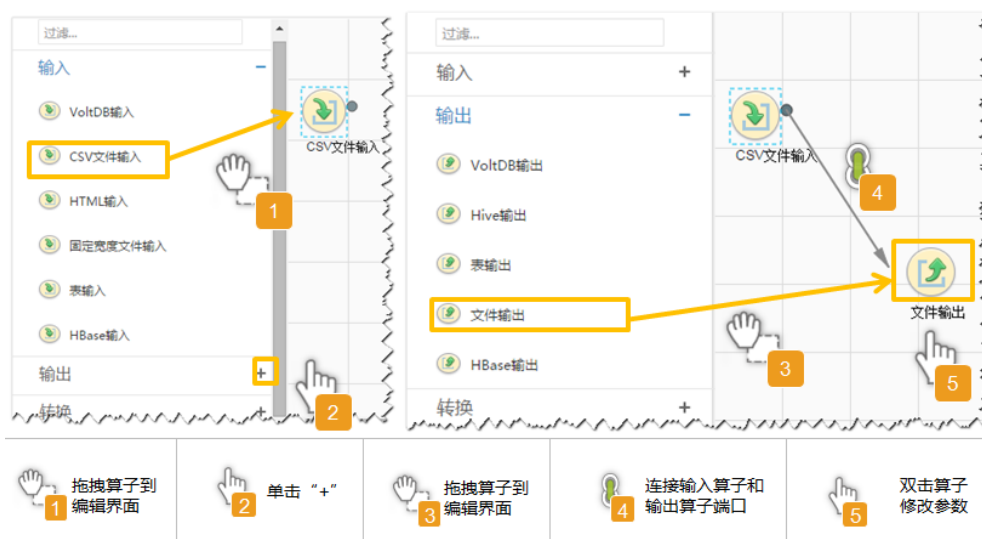 过滤...
输入
−
VoltDB输入
CSV文件输入
HTML输入
固定宽度文件输入
表输入
HBase输入
输出
+
转换
+
CSV文件输入
1
2
过滤...
输入
+
输出
−
VoltDB输出
Hive输出
表输出
文件输出
HBase输出
转换
+
CSV文件输入
4
文件输出
3
5
1
拖拽算子到
编辑界面
2
单击“+”
3
拖拽算子到
编辑界面
4
连接输入算子和
输出算子端口
5
双击算子
修改参数